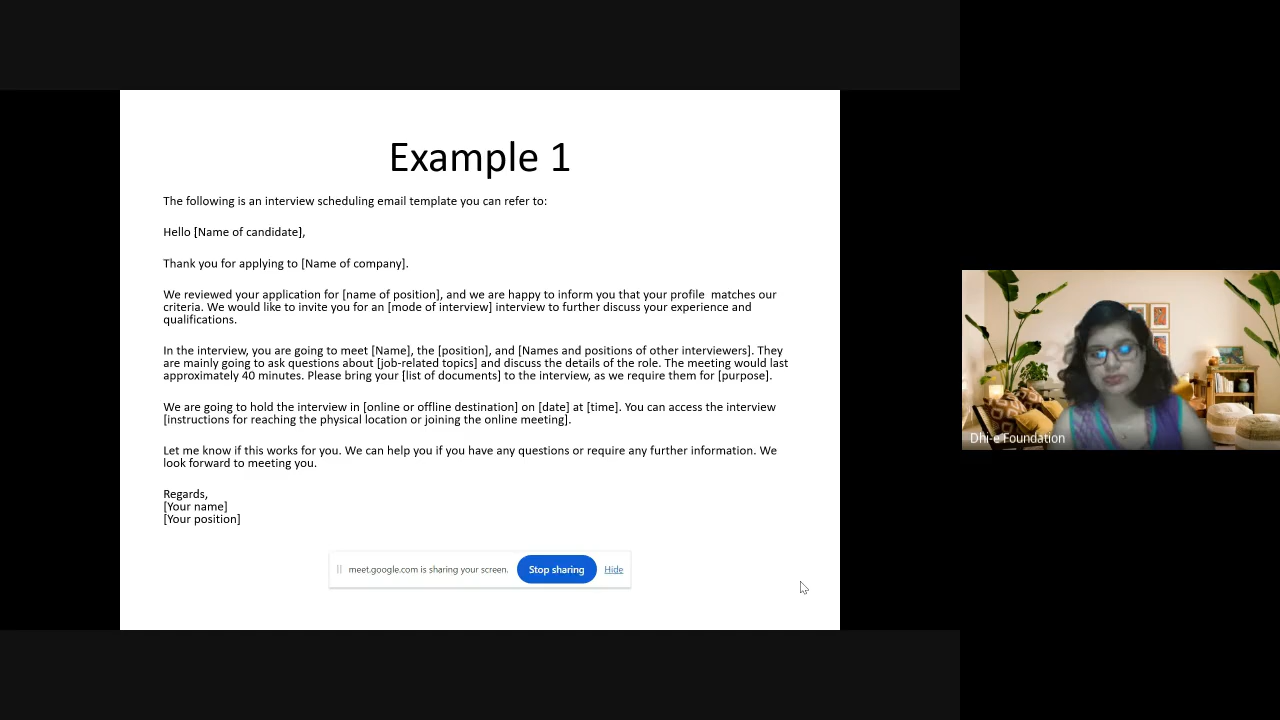 Example 1
The following is an interview scheduling email template you can refer to:
Hello [Name of candidate],
Thank you for applying to [Name of company].
We reviewed your application for [name of position], and we are happy to inform you that your profile  matches our
criteria. We would like to invite you for an [mode of interview] interview to further discuss your experience and
qualifications.
In the interview, you are going to meet [Name], the [position], and [Names and positions of other interviewers]. They
are mainly going to ask questions about [job-related topics] and discuss the details of the role. The meeting would last
approximately 40 minutes. Please bring your [list of documents] to the interview, as we require them for [purpose].
We are going to hold the interview in [online or offline destination] on [date] at [time]. You can access the interview
[instructions for reaching the physical location or joining the online meeting].
Let me know if this works for you. We can help you if you have any questions or require any further information. We
look forward to meeting you.
Regards,
[Your name]
[Your position]
meet.google.com is sharing your screen. Stop sharing Hide
Dhi-e Foundation